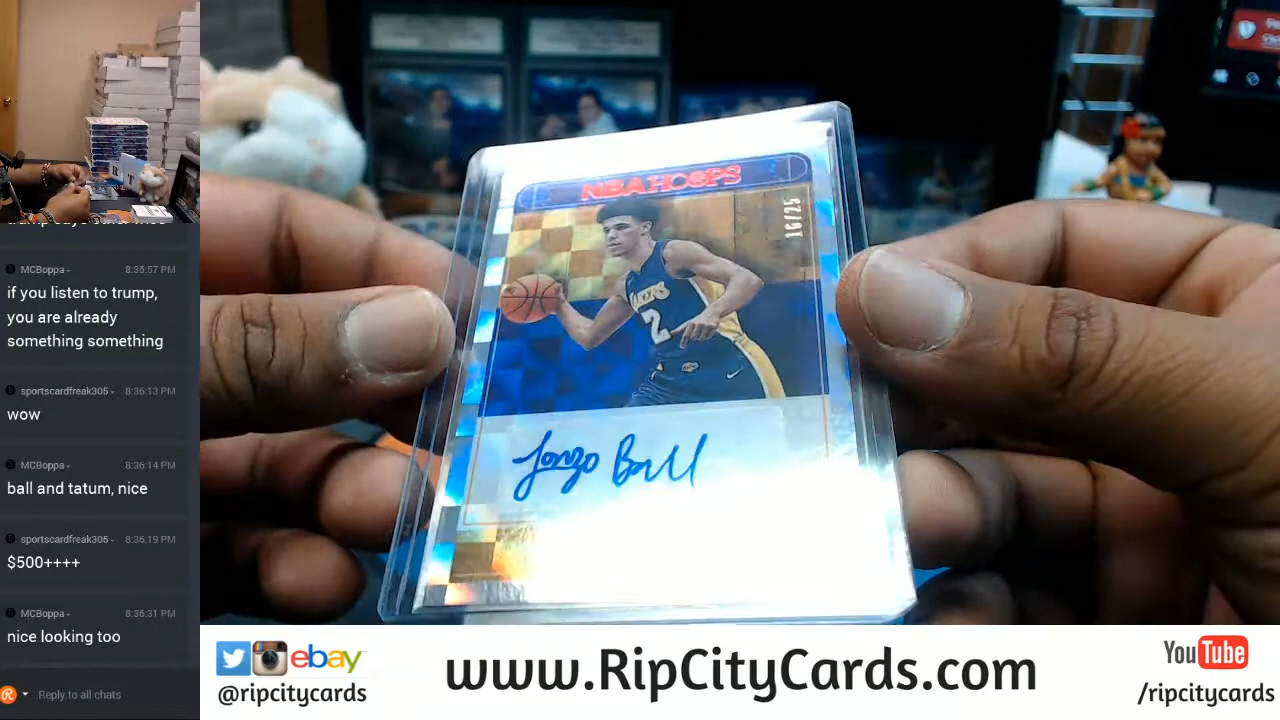 MCBoppa
8:35:57 PM
if you listen to trump,
you are already
something something
sportscardfreak305
8:36:13 PM
wow
MCBoppa
8:36:14 PM
ball and tatum, nice
sportscardfreak305
8:36:19 PM
$500++++
MCBoppa
8:36:31 PM
nice looking too
Reply to all chats
NBA HOOPS
16/25
LAKERS
2
Lonzo Ball
ebay
@ripcitycards
www.RipCityCards.com
YouTube
/ripcitycards